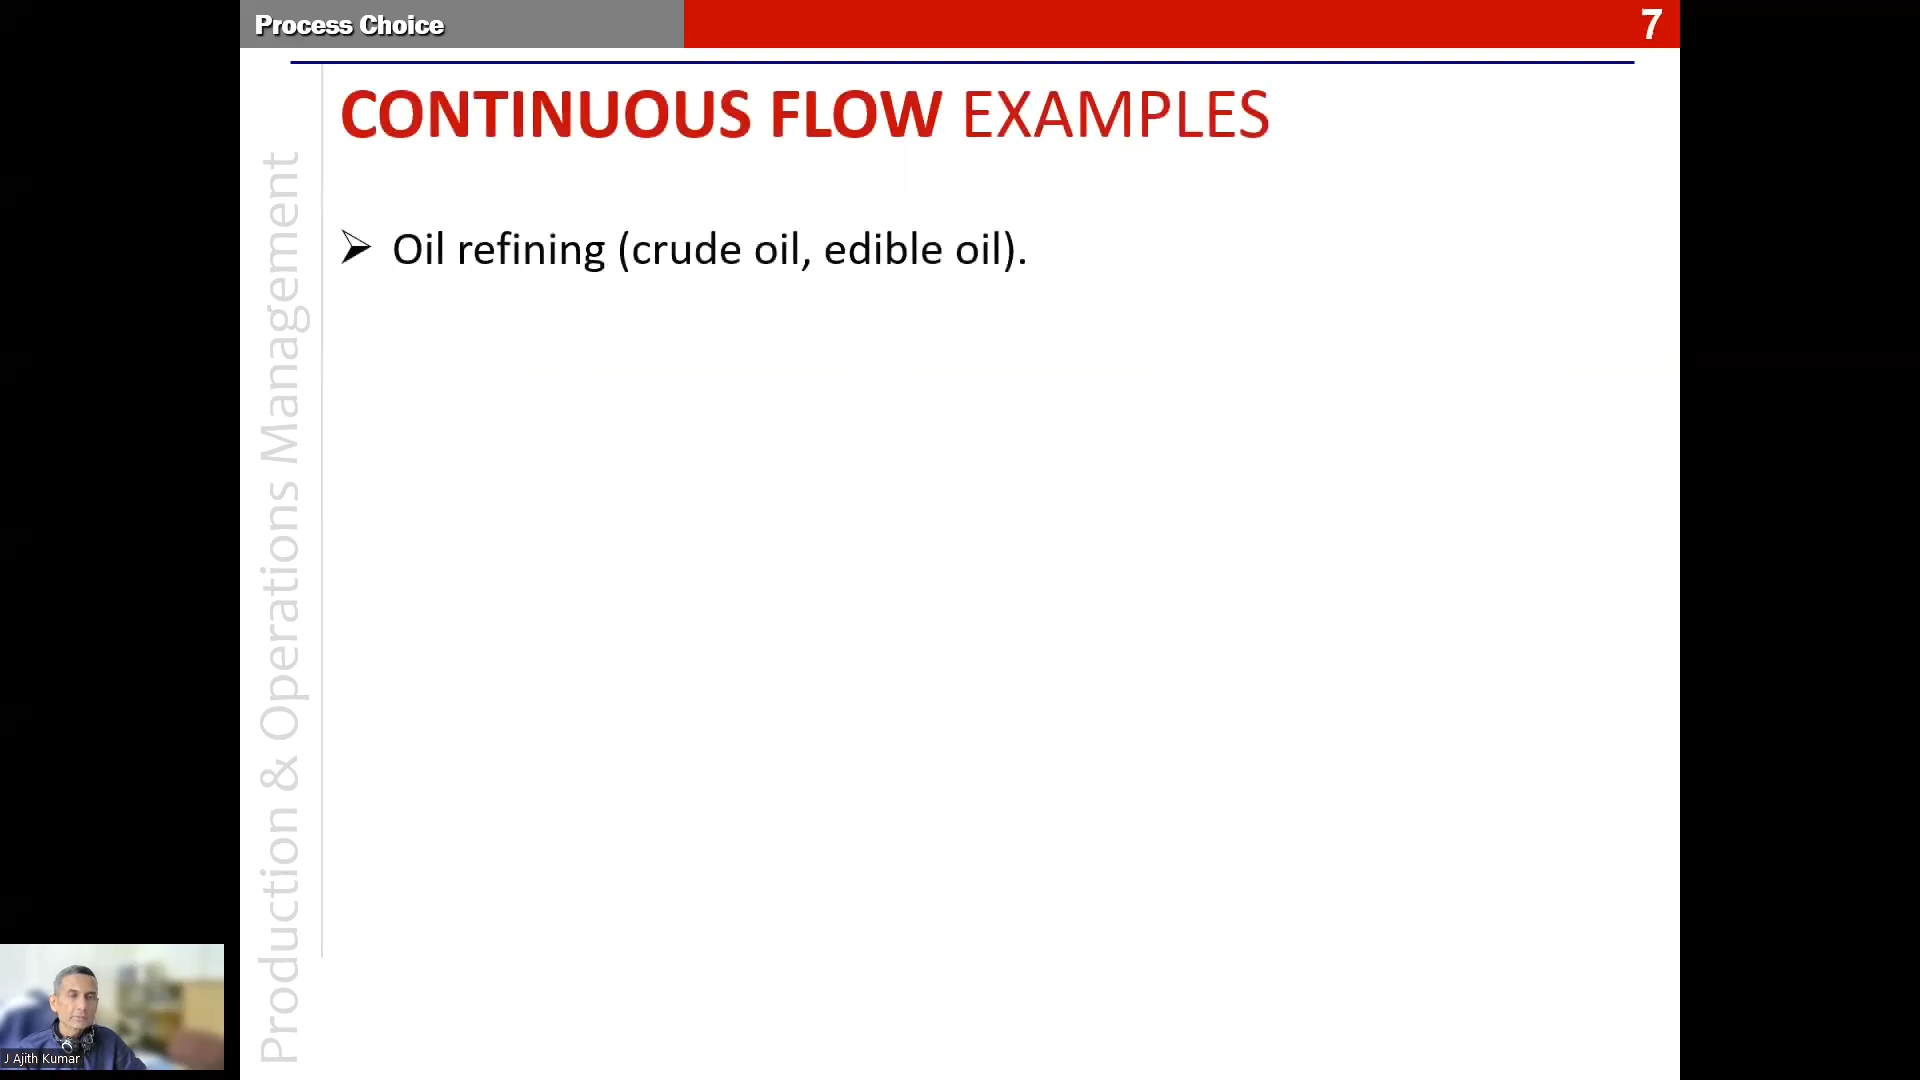 Process Choice
7
CONTINUOUS FLOW EXAMPLES
Production & Operations Management
➢ Oil refining (crude oil, edible oil).
J Ajith Kumar